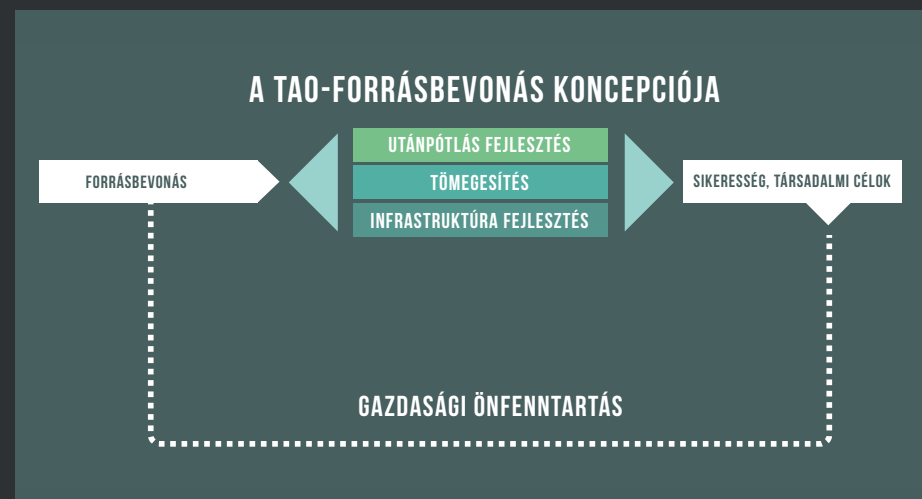 A TAO-FORRÁSBEVONÁS KONCEPCIÓJA
FORRÁSBEVONÁS
UTÁNPÓTLÁS FEJLESZTÉS
TÖMEGESÍTÉS
INFRASTRUKTÚRA FEJLESZTÉS
SIKERESSÉG, TÁRSADALMI CÉLOK
GAZDASÁGI ÖNFENNTARTÁS